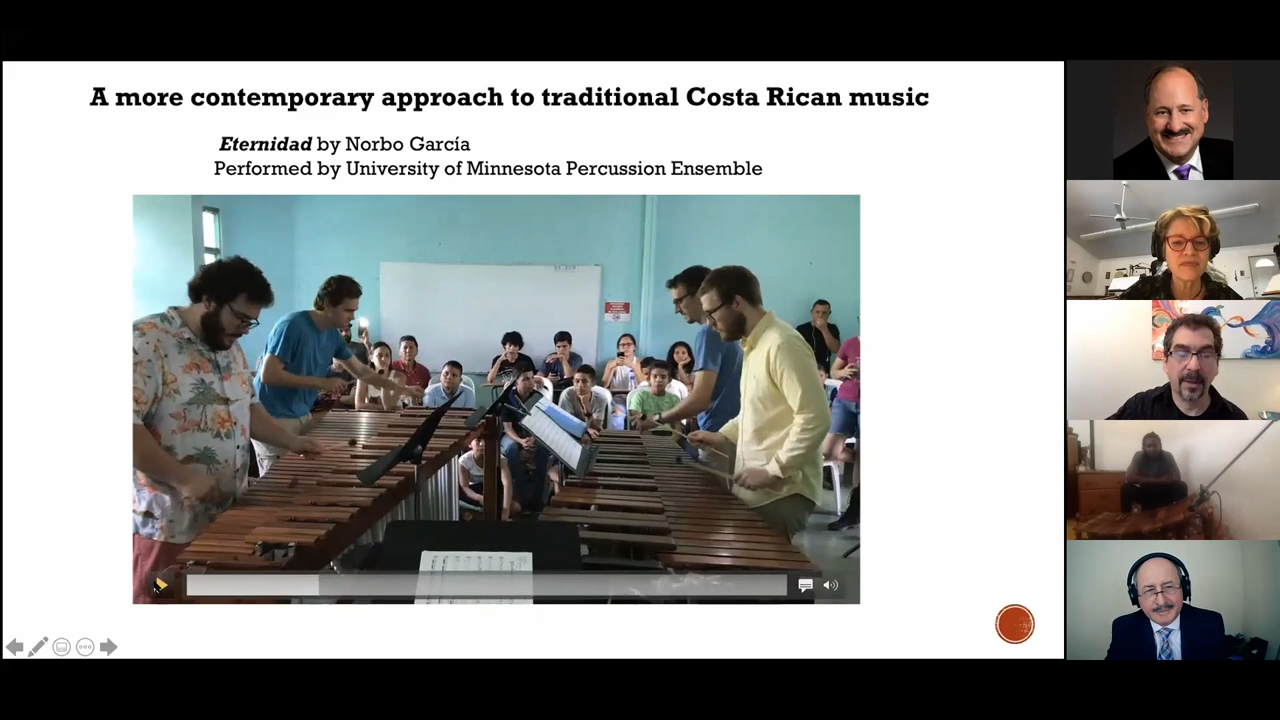 A more contemporary approach to traditional Costa Rican music
Eternidad by Norbo García
Performed by University of Minnesota Percussion Ensemble